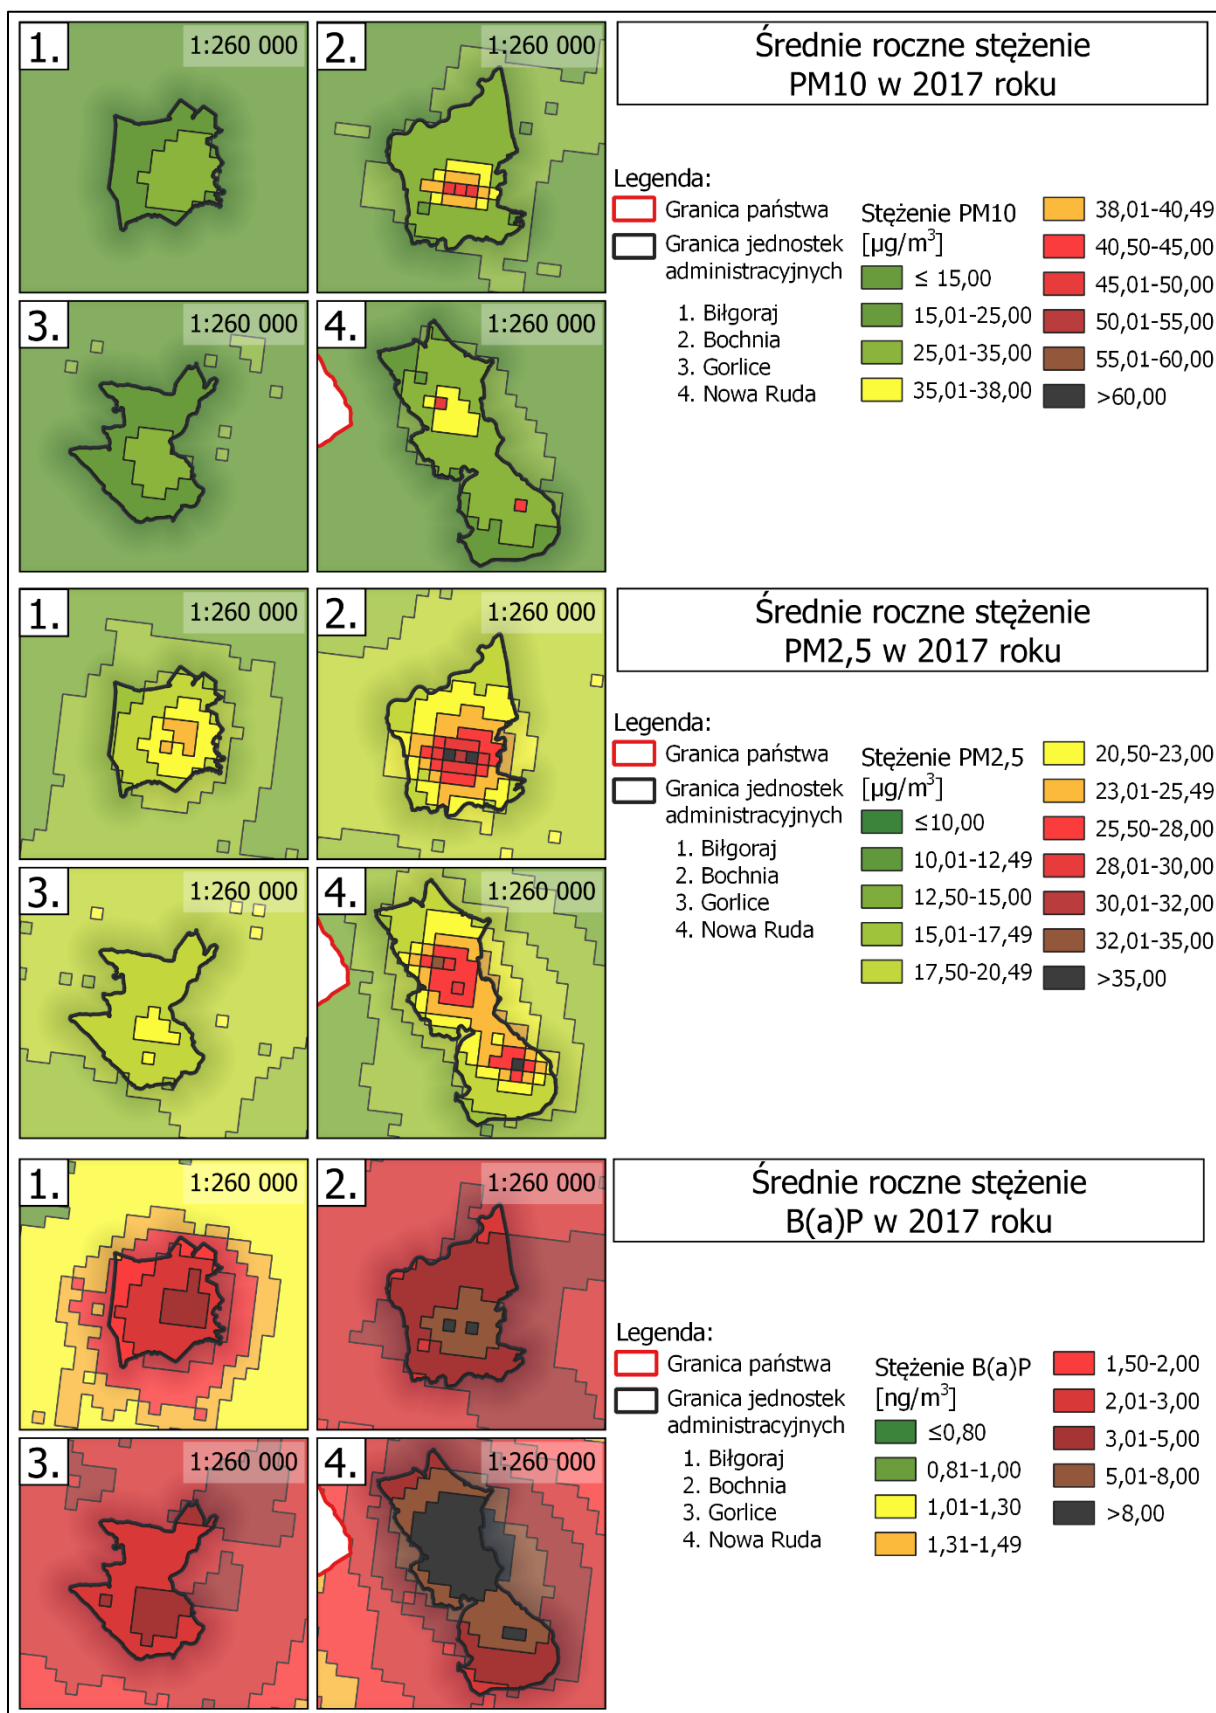 1.
1:260 000
2.
1:260 000
3.
1:260 000
4.
1:260 000
Średnie roczne stężenie
PM10 w 2017 roku
Legenda:
Granica państwa
Granica jednostek
administracyjnych
1. Biłgoraj
2. Bochnia
3. Gorlice
4. Nowa Ruda
Stężenie PM10
[µg/m³]
≤ 15,00
15,01-25,00
25,01-35,00
35,01-38,00
38,01-40,49
40,50-45,00
45,01-50,00
50,01-55,00
55,01-60,00
>60,00
1.
1:260 000
2.
1:260 000
3.
1:260 000
4.
1:260 000
Średnie roczne stężenie
PM2,5 w 2017 roku
Legenda:
Granica państwa
Granica jednostek
administracyjnych
1. Biłgoraj
2. Bochnia
3. Gorlice
4. Nowa Ruda
Stężenie PM2,5
[µg/m³]
≤10,00
10,01-12,49
12,50-15,00
15,01-17,49
17,50-20,49
20,50-23,00
23,01-25,49
25,50-28,00
28,01-30,00
30,01-32,00
32,01-35,00
>35,00
1.
1:260 000
2.
1:260 000
3.
1:260 000
4.
1:260 000
Średnie roczne stężenie
B(a)P w 2017 roku
Legenda:
Granica państwa
Granica jednostek
administracyjnych
1. Biłgoraj
2. Bochnia
3. Gorlice
4. Nowa Ruda
Stężenie B(a)P
[ng/m³]
≤0,80
0,81-1,00
1,01-1,30
1,31-1,49
1,50-2,00
2,01-3,00
3,01-5,00
5,01-8,00
>8,00